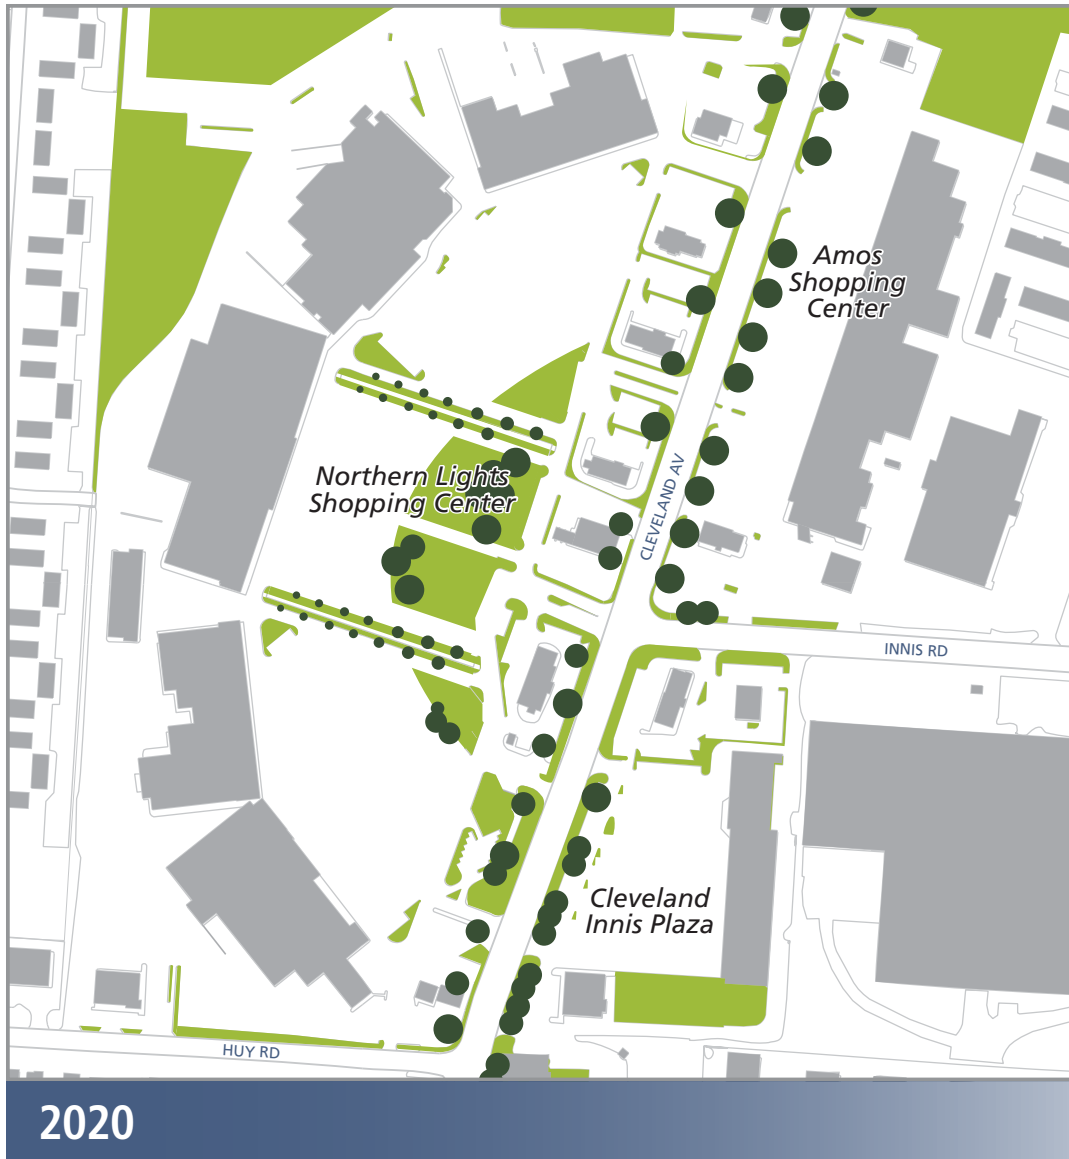 Amos
Shopping
Center
Northern Lights
Shopping Center
CLEVELAND AV
INNIS RD
Cleveland
Innis Plaza
HUY RD
2020